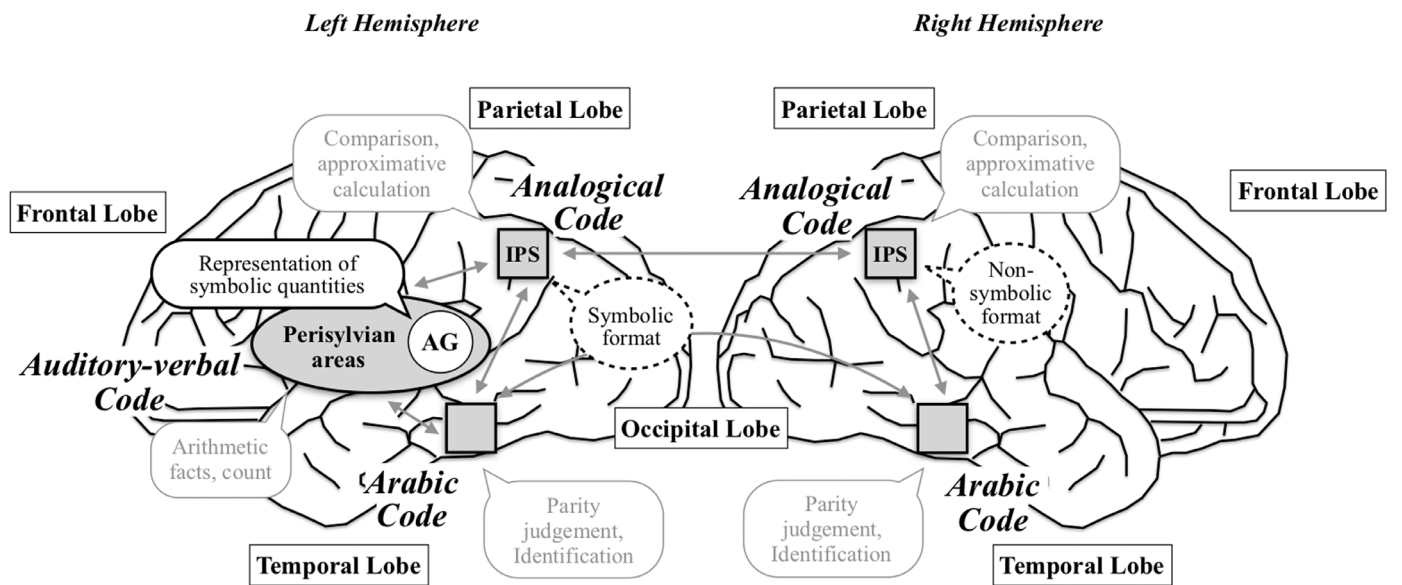 Left Hemisphere
Right Hemisphere
Parietal Lobe
Parietal Lobe
Comparison,
approximative
calculation
Comparison,
approximative
calculation
Analogical
Code
Analogical
Code
Frontal Lobe
Frontal Lobe
IPS
IPS
Representation of
symbolic quantities
Non-
symbolic
format
Symbolic
format
Perisylvian
areas
AG
Auditory-verbal
Code
Occipital Lobe
Arithmetic
facts, count
Arabic
Code
Arabic
Code
Parity
judgement,
Identification
Parity
judgement,
Identification
Temporal Lobe
Temporal Lobe